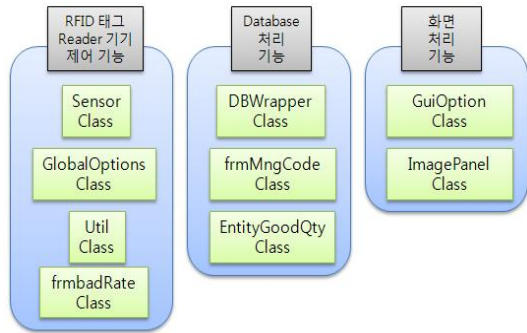 RFID 태그
Reader 기기
제어 기능
Sensor
Class
GlobalOptions
Class
Util
Class
frmbadRate
Class
Database
처리
기능
DBWrapper
Class
frmMngCode
Class
EntityGoodQty
Class
화면
처리
기능
GuiOption
Class
ImagePanel
Class